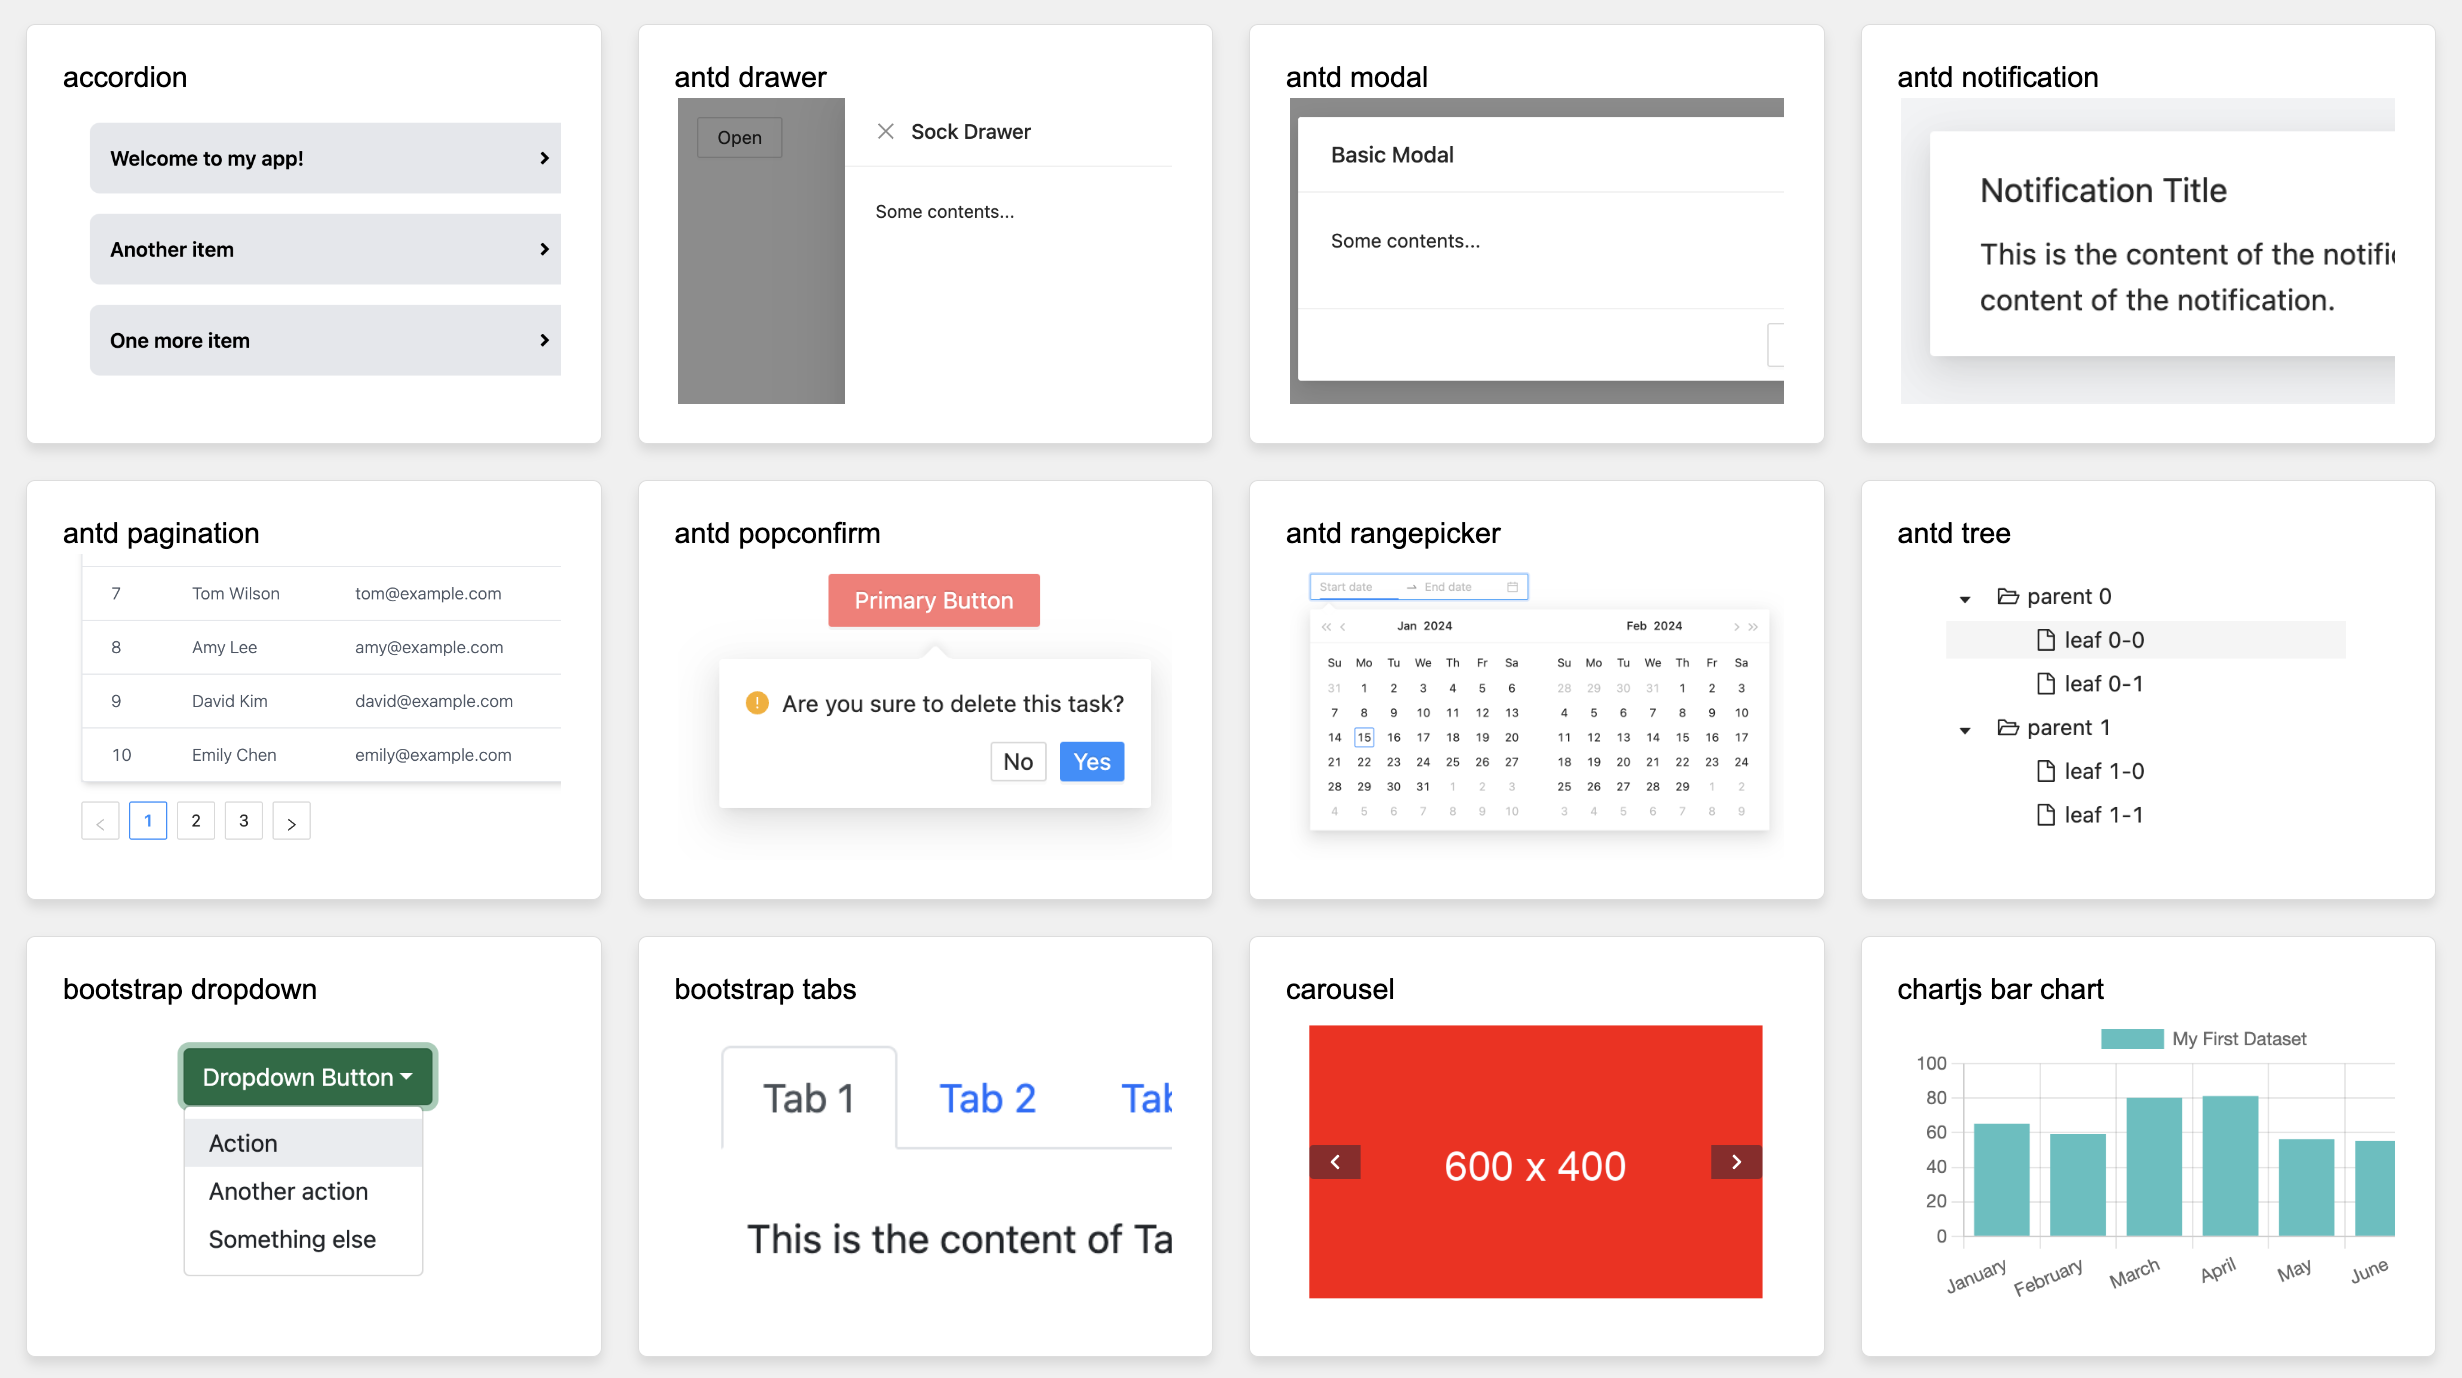 accordion
Welcome to my app!
Another item
One more item
antd drawer
Open
Sock Drawer
Some contents...
antd modal
Basic Modal
Some contents...
antd notification
Notification Title
This is the content of the
content of the notification.
antd pagination
7 Tom Wilson tom@example.com
8 Amy Lee amy@example.com
9 David Kim david@example.com
10 Emily Chen emily@example.com
< 1 2 3 >
antd popconfirm
Primary Button
Are you sure to delete this task?
No Yes
antd rangepicker
Start date → End date
« ‹ Jan 2024 Feb 2024 › »
Su Mo Tu We Th Fr Sa Su Mo Tu We Th Fr Sa
31 1 2 3 4 5 6 28 29 30 31 1 2 3
7 8 9 10 11 12 13 4 5 6 7 8 9 10
14 15 16 17 18 19 20 11 12 13 14 15 16 17
21 22 23 24 25 26 27 18 19 20 21 22 23 24
28 29 30 31 1 2 3 25 26 27 28 29 1 2
4 5 6 7 8 9 10 3 4 5 6 7 8 9
antd tree
parent 0
leaf 0-0
leaf 0-1
parent 1
leaf 1-0
leaf 1-1
bootstrap dropdown
Dropdown Button
Action
Another action
Something else
bootstrap tabs
Tab 1 Tab 2
This is the content of
carousel
600 x 400
chartjs bar chart
My First Dataset
100
80
60
40
20
0
January February March April May June